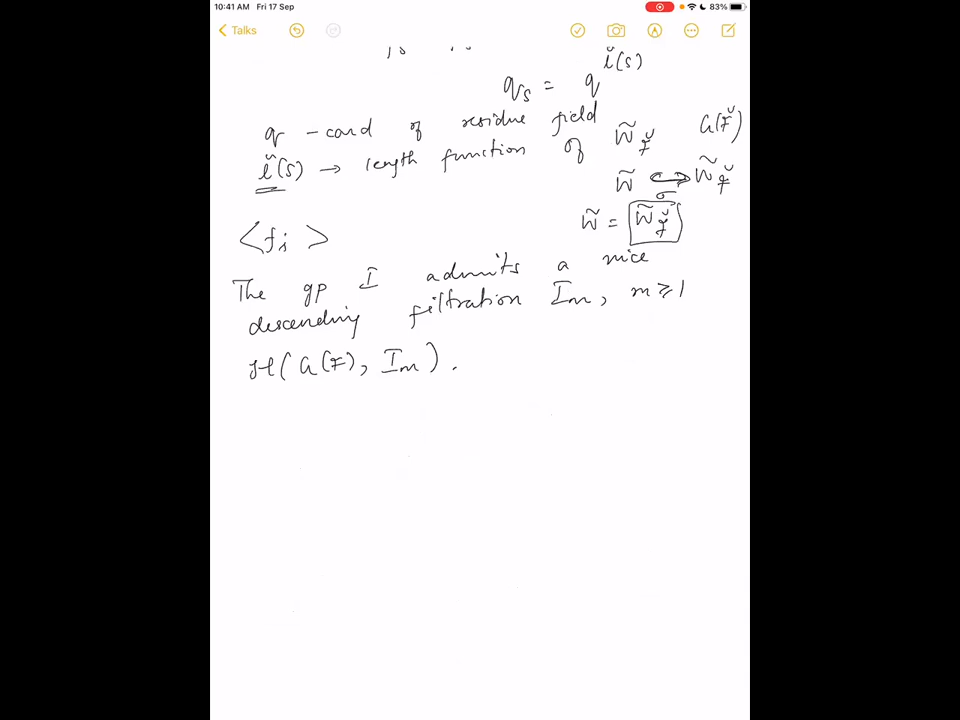 10:41 AM Fri 17 Sep
83%
Talks
q_s = q^{ľ(s)}
q - card of residue field
ľ(s) → length function of W̃_F̆ G(F̆)
W̃ ↔ W̃_F̆
W̃ = W̃_F̆^σ
<f_i>
The gp I admits a nice
descending filtration I_m, m ≥ 1
H(G(F), I_m).